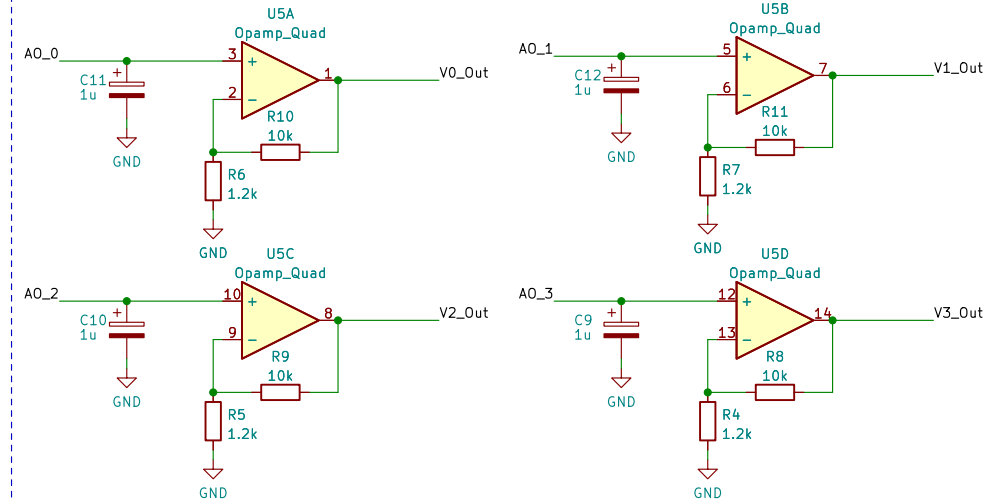 U5A
Opamp_Quad
AO_0
3
+
1
V0_Out
C11
1u
+
2
−
R10
10k
GND
R6
1.2k
GND
U5B
Opamp_Quad
AO_1
5
+
7
V1_Out
C12
1u
+
6
−
R11
10k
GND
R7
1.2k
GND
U5C
Opamp_Quad
AO_2
10
+
8
V2_Out
C10
1u
+
9
−
R9
10k
GND
R5
1.2k
GND
U5D
Opamp_Quad
AO_3
12
+
14
V3_Out
C9
1u
+
13
−
R8
10k
GND
R4
1.2k
GND